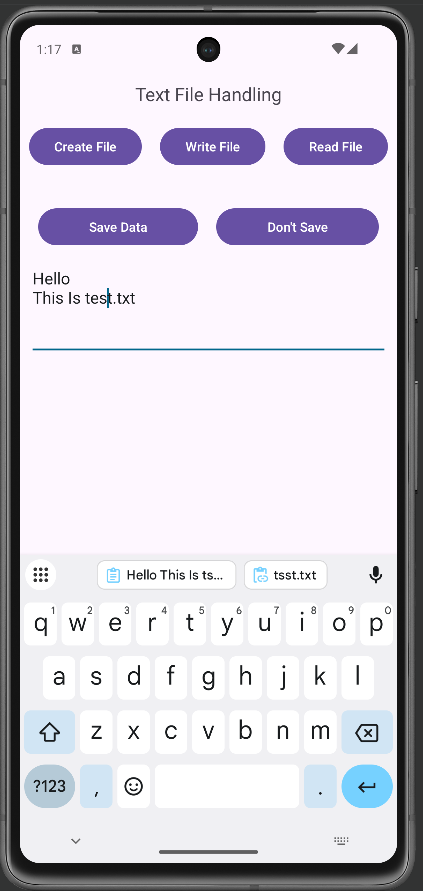 1:17 A
Text File Handling
Create File Write File Read File
Save Data Don't Save
Hello
This Is test.txt
Hello This Is ts... tsst.txt
1 2 3 4 5 6 7 8 9 0
q w e r t y u i o p
a s d f g h j k l
z x c v b n m
?123 , .